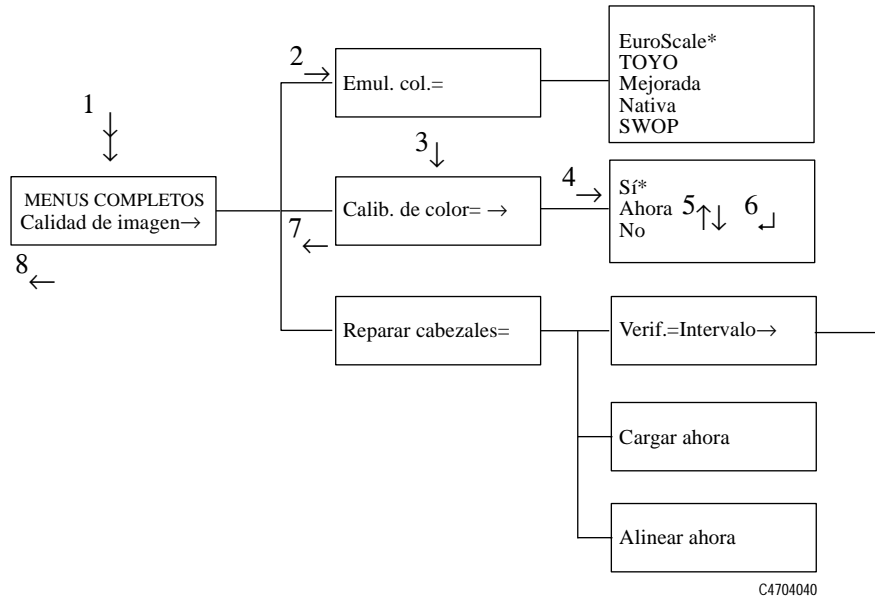 1
MENUS COMPLETOS
Calidad de imagen→
8
←
2
→
Emul. col.=
EuroScale*
TOYO
Mejorada
Nativa
SWOP
3
↓
Calib. de color= →
7
←
4
→
Sí*
Ahora
No
5↑↓
6↵
Reparar cabezales=
Verif.=Intervalo→
Cargar ahora
Alinear ahora
C4704040